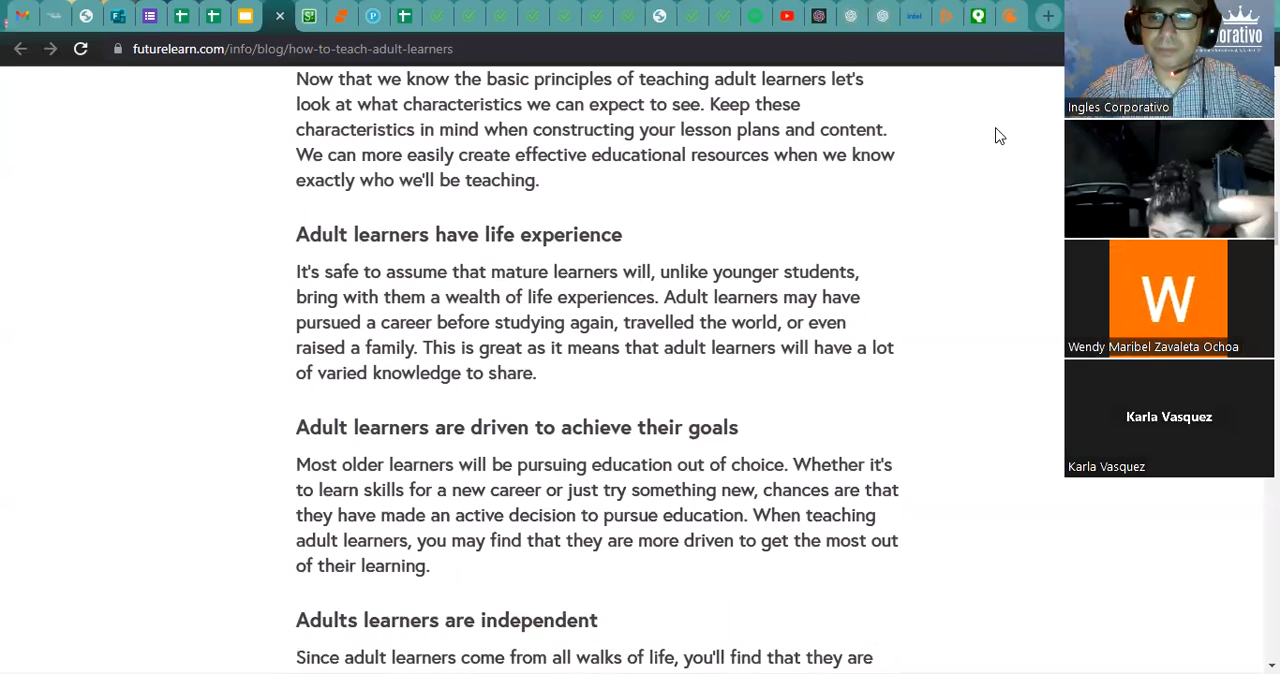 futurelearn.com/info/blog/how-to-teach-adult-learners
Now that we know the basic principles of teaching adult learners let's
look at what characteristics we can expect to see. Keep these
characteristics in mind when constructing your lesson plans and content.
We can more easily create effective educational resources when we know
exactly who we'll be teaching.
Adult learners have life experience
It's safe to assume that mature learners will, unlike younger students,
bring with them a wealth of life experiences. Adult learners may have
pursued a career before studying again, travelled the world, or even
raised a family. This is great as it means that adult learners will have a lot
of varied knowledge to share.
Adult learners are driven to achieve their goals
Most older learners will be pursuing education out of choice. Whether it's
to learn skills for a new career or just try something new, chances are that
they have made an active decision to pursue education. When teaching
adult learners, you may find that they are more driven to get the most out
of their learning.
Adults learners are independent
Since adult learners come from all walks of life, you'll find that they are
Ingles Corporativo
W
Wendy Maribel Zavaleta Ochoa
Karla Vasquez
Karla Vasquez